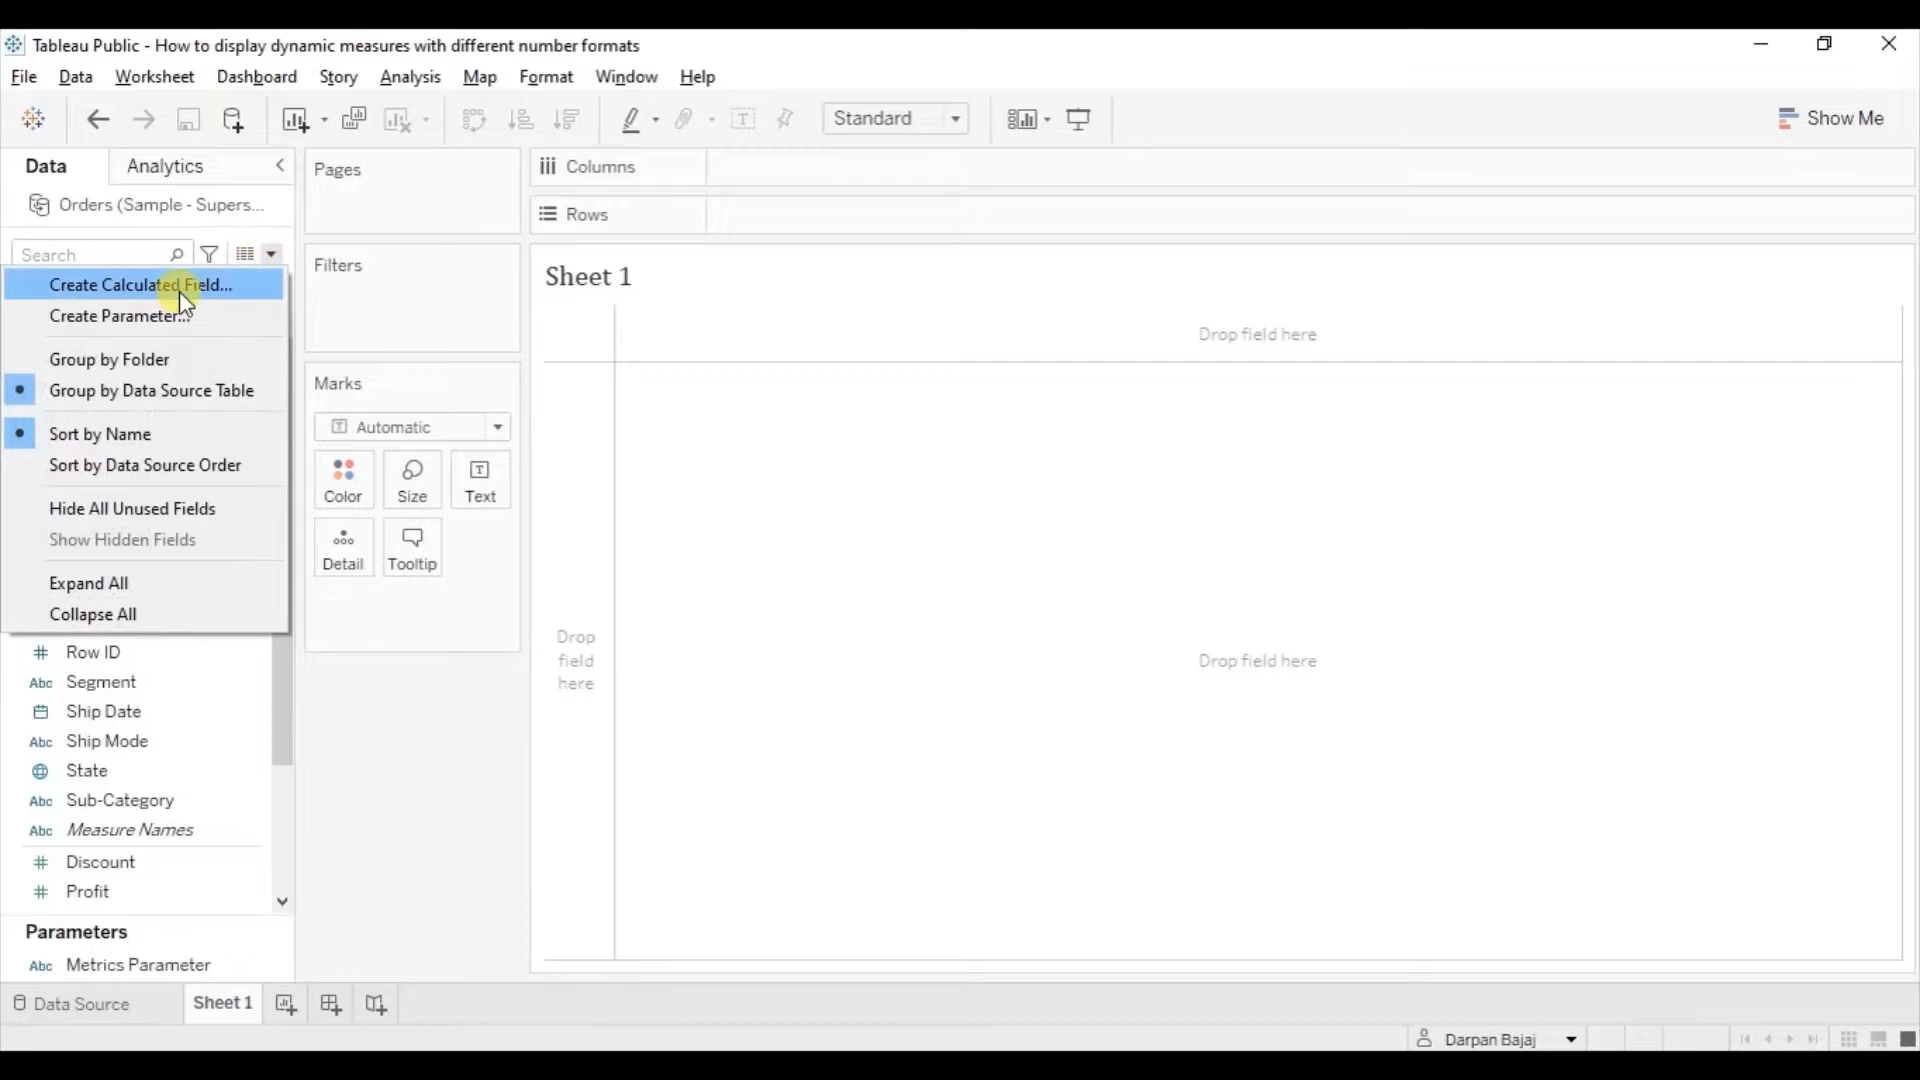 Tableau Public - How to display dynamic measures with different number formats
File Data Worksheet Dashboard Story Analysis Map Format Window Help
Standard
Show Me
Data
Analytics
Orders (Sample - Supers...
Search
Create Calculated Field...
Create Parameter...
Group by Folder
Group by Data Source Table
Sort by Name
Sort by Data Source Order
Hide All Unused Fields
Show Hidden Fields
Expand All
Collapse All
# Row ID
Abc Segment
Ship Date
Abc Ship Mode
State
Abc Sub-Category
Abc Measure Names
# Discount
# Profit
Parameters
Abc Metrics Parameter
Pages
Filters
Marks
Automatic
Color
Size
Text
Detail
Tooltip
Columns
Rows
Sheet 1
Drop field here
Drop
field
here
Drop field here
Data Source
Sheet 1
Darpan Bajaj